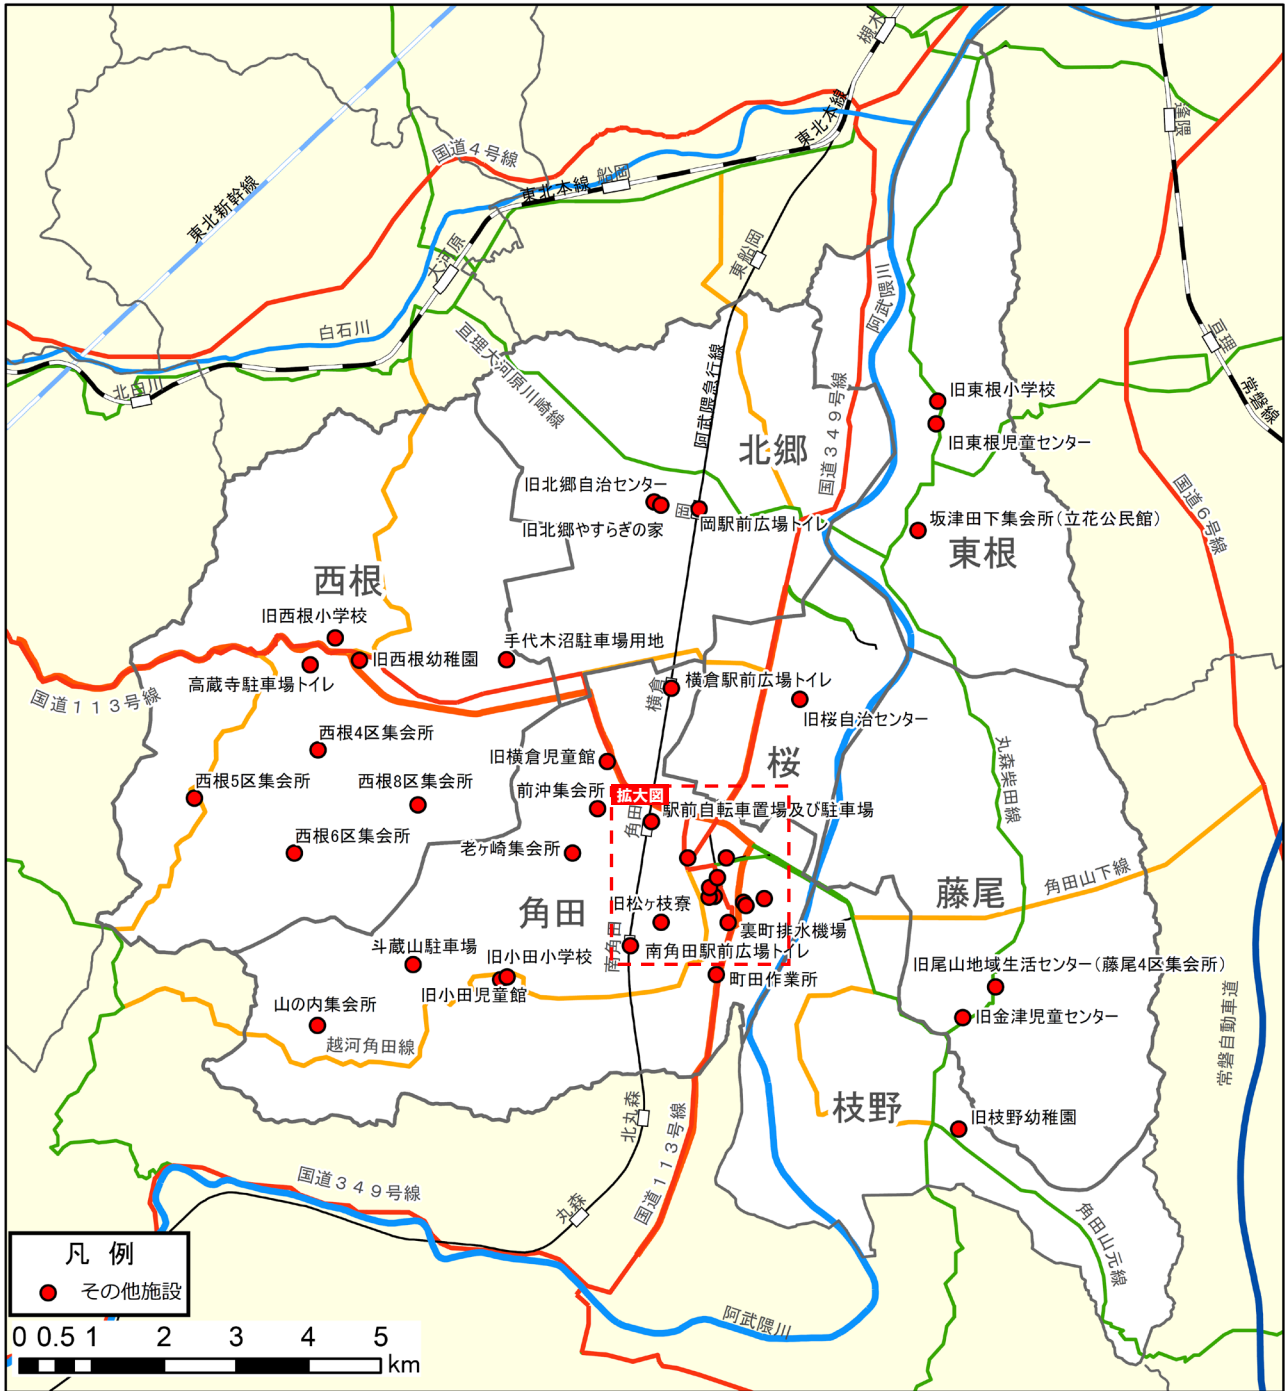 槻木
逢隈
東北本線
国道４号線
船岡
東北本線
東北新幹線
大河原
東船岡
阿武隈川
白石川
亘理
亘理大河原川崎線
阿武隈急行線
北白川
常磐線
国道３４９号線
旧東根小学校
旧東根児童センター
北郷
旧北郷自治センター
岡
国道６号線
旧北郷やすらぎの家
岡駅前広場トイレ
坂津田下集会所（立花公民館）
東根
西根
旧西根小学校
手代木沼駐車場用地
旧西根幼稚園
高蔵寺駐車場トイレ
横倉
横倉駅前広場トイレ
国道１１３号線
旧桜自治センター
西根4区集会所
旧横倉児童館
桜
丸森柴田線
西根5区集会所
西根8区集会所
前沖集会所
拡大図
角田
駅前自転車置場及び駐車場
西根6区集会所
老ヶ崎集会所
角田山下線
藤尾
旧松ヶ枝寮
角田
裏町排水機場
斗蔵山駐車場
旧小田小学校
南角田
南角田駅前広場トイレ
旧尾山地域生活センター（藤尾4区集会所）
町田作業所
旧小田児童館
山の内集会所
旧金津児童センター
越河角田線
常磐自動車道
北丸森
枝野
旧枝野幼稚園
国道１１３号線
国道３４９号線
丸森
角田山元線
凡 例
その他施設
阿武隈川
0 0.5 1 2 3 4 5
km